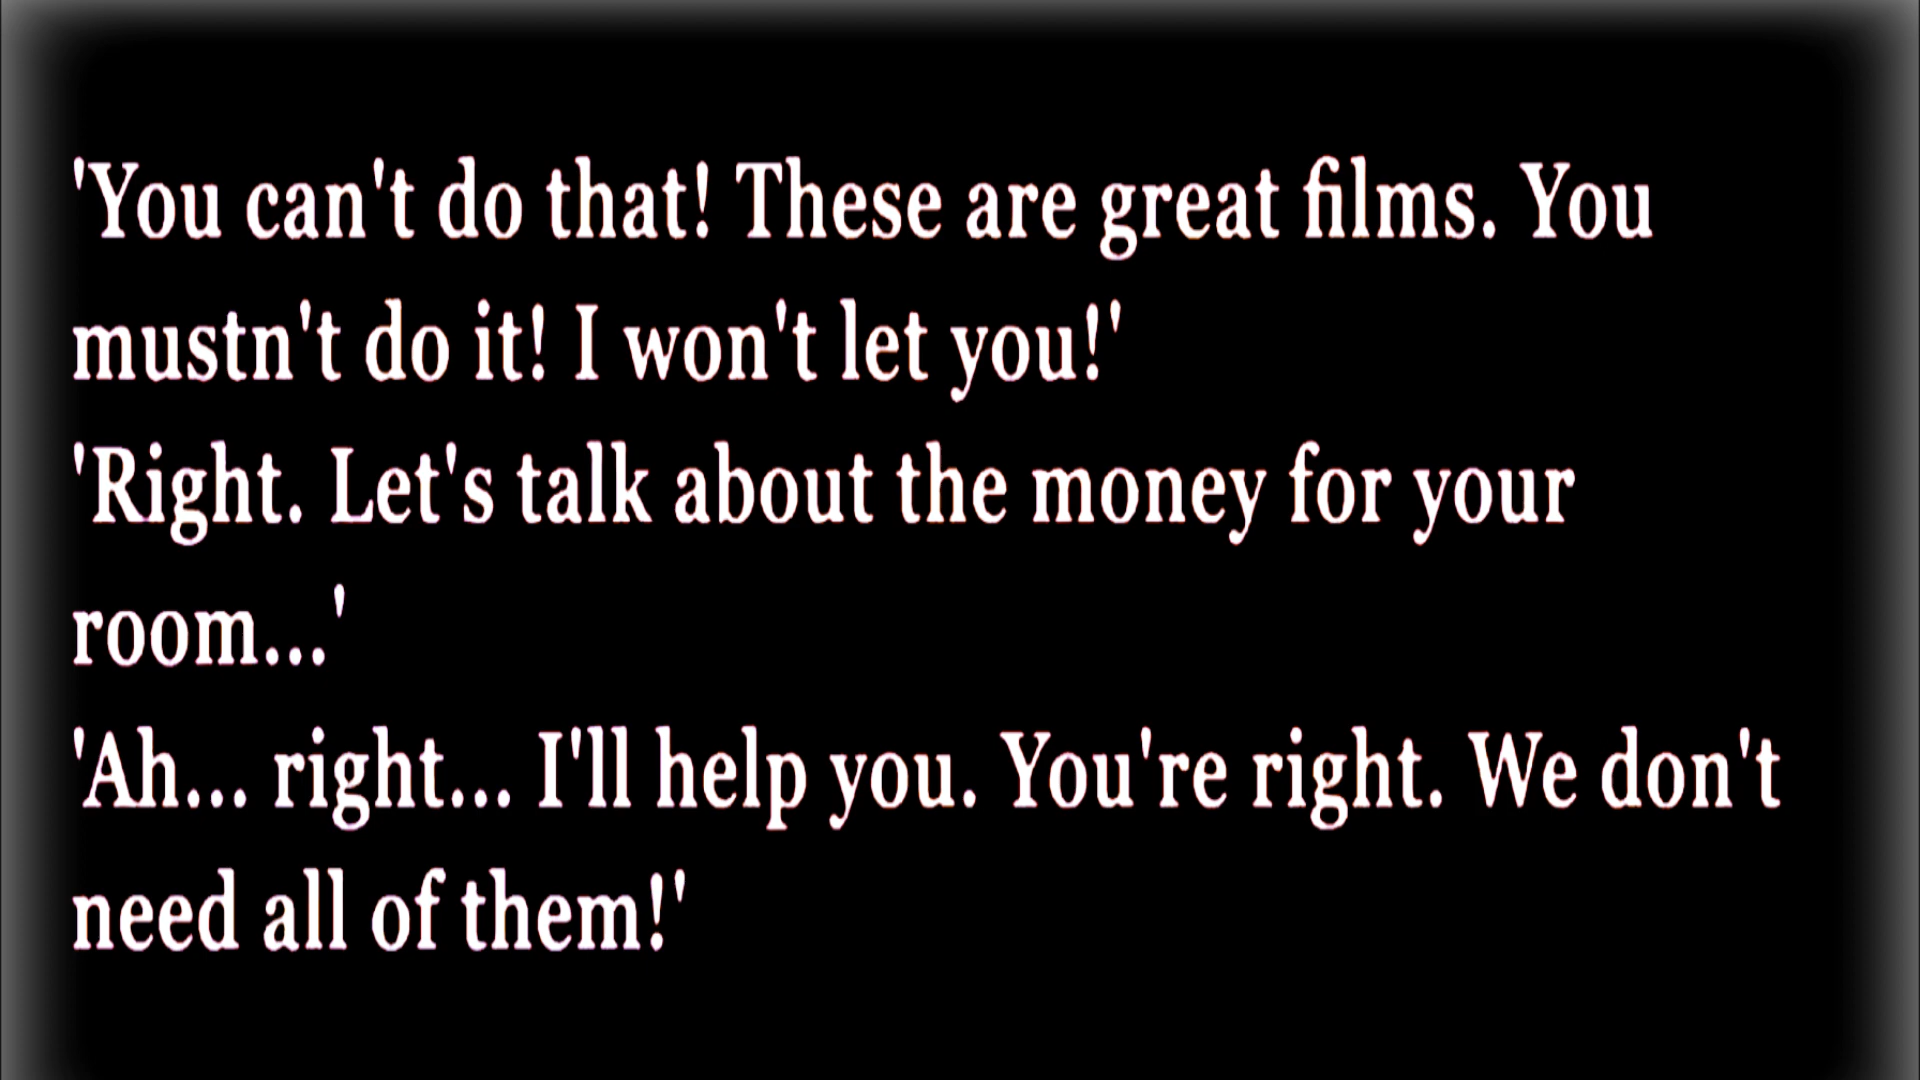 'You can't do that! These are great films. You
mustn't do it! I won't let you!'
'Right. Let's talk about the money for your
room...'
'Ah... right... I'll help you. You're right. We don't
need all of them!'